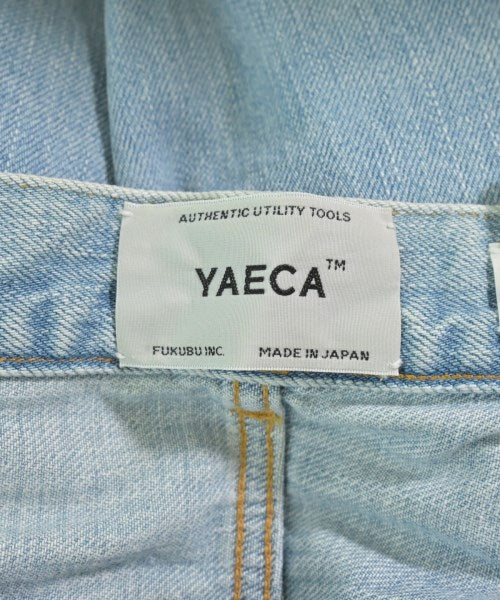 AUTHENTIC UTILITY TOOLS
YAECA™
FUKUBU INC. MADE IN JAPAN